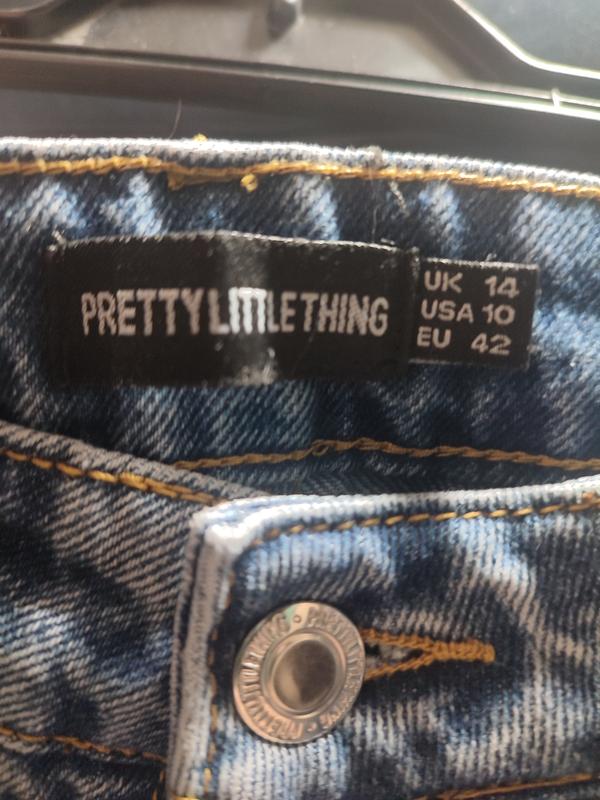 PRETTYLITTLETHING
UK 14
USA 10
EU 42